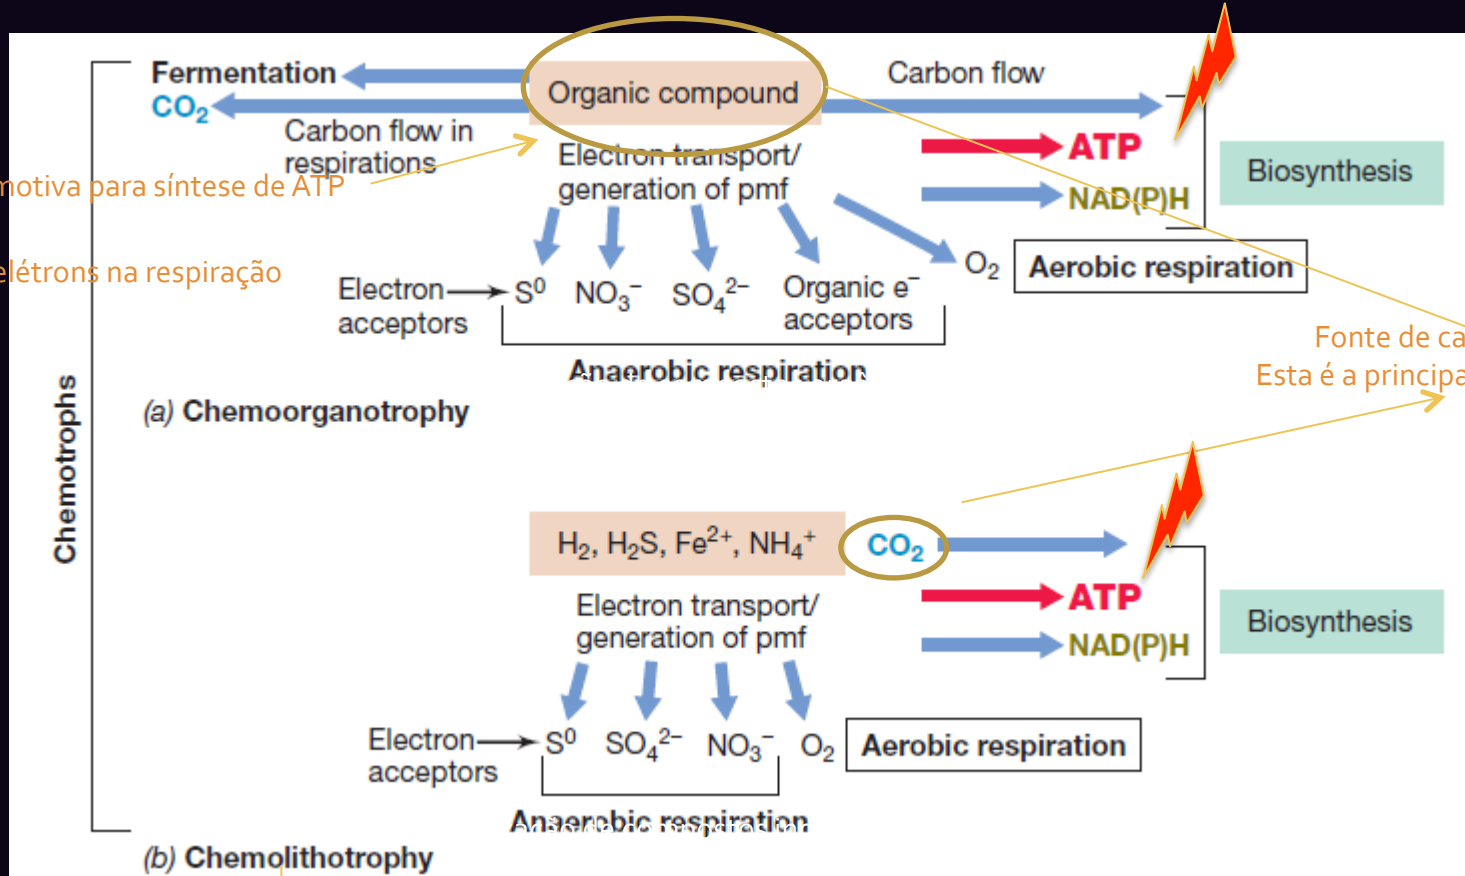 Fermentation
Organic compound
Carbon flow
CO₂
Carbon flow in
respirations
Electron transport/
generation of pmf
ATP
NAD(P)H
Biosynthesis
motiva para síntese de ATP
elétrons na respiração
O₂
Aerobic respiration
Electron
acceptors
S⁰ NO₃⁻ SO₄²⁻ Organic e⁻
acceptors
Anaerobic respiration
Fonte de ca
Esta é a principa
(a) Chemoorganotrophy
Chemotrophs
H₂, H₂S, Fe²⁺, NH₄⁺
CO₂
Electron transport/
generation of pmf
ATP
NAD(P)H
Biosynthesis
Electron
acceptors
S⁰ SO₄²⁻ NO₃⁻ O₂
Aerobic respiration
Anaerobic respiration
(b) Chemolithotrophy